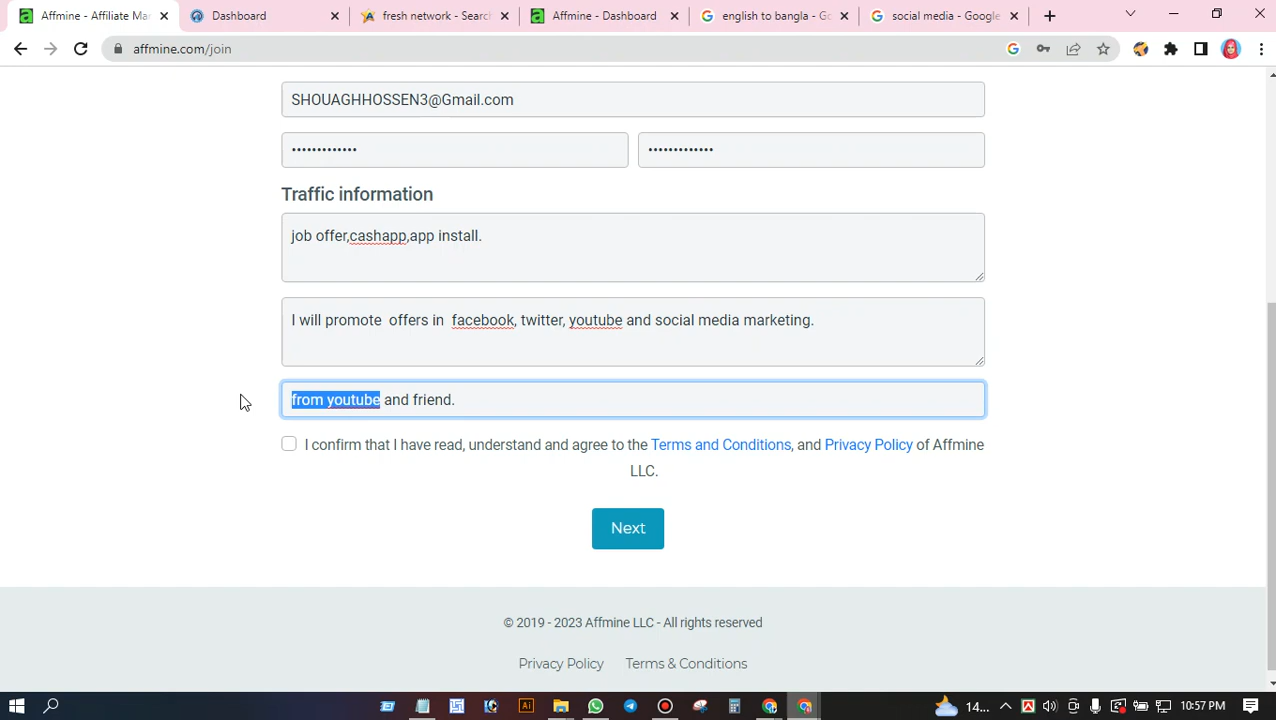 Affmine - Affiliate Mar
Dashboard
fresh network - Search
Affmine - Dashboard
english to bangla - Go
social media - Google
affmine.com/join
SHOUAGHHOSSEN3@Gmail.com
••••••••••••• •••••••••••••
Traffic information
job offer,cashapp,app install.
I will promote  offers in  facebook, twitter, youtube and social media marketing.
from youtube and friend.
I confirm that I have read, understand and agree to the Terms and Conditions, and Privacy Policy of Affmine
LLC.
Next
© 2019 - 2023 Affmine LLC - All rights reserved
Privacy Policy Terms & Conditions
14... 10:57 PM